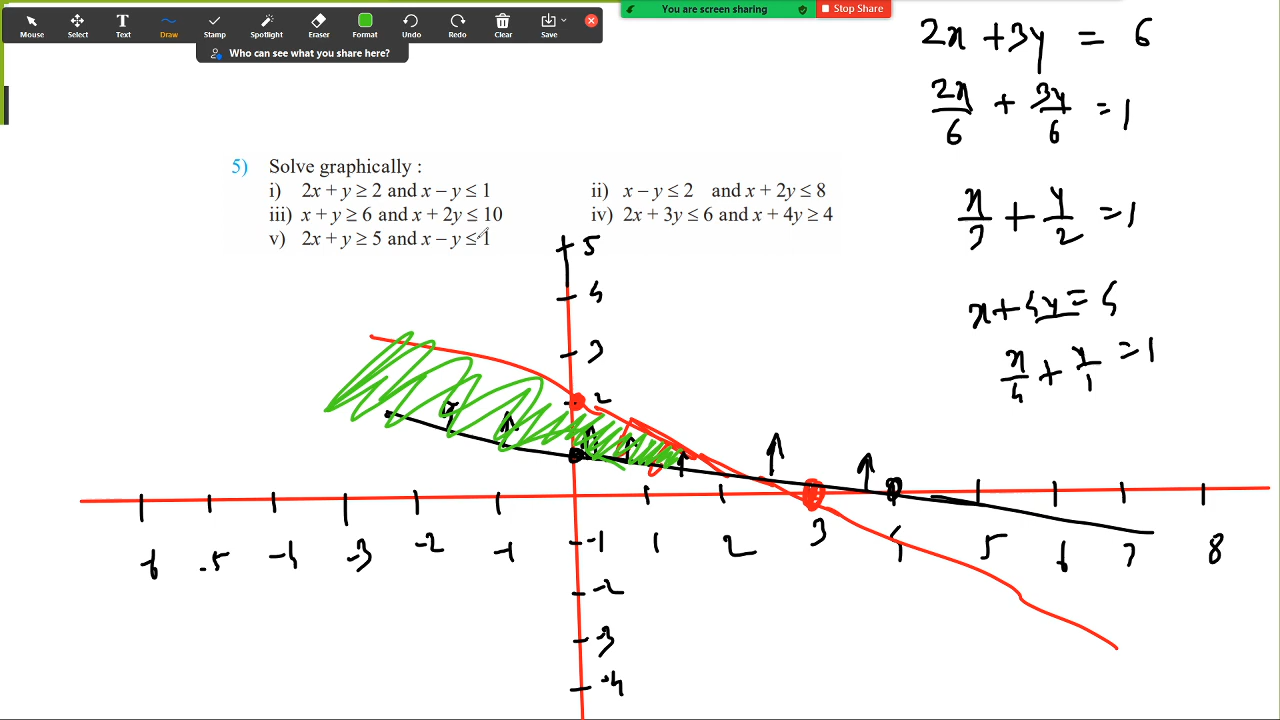 You are screen sharing Stop Share
Mouse Select Text Draw Stamp Spotlight Eraser Format Undo Redo Clear Save
Who can see what you share here?
2x + 3y = 6
2x/6 + 3y/6 = 1
x/3 + y/2 = 1
x + 4y = 4
x/4 + y/1 = 1
5) Solve graphically :
i) 2x + y ≥ 2 and x – y ≤ 1 ii) x – y ≤ 2 and x + 2y ≤ 8
iii) x + y ≥ 6 and x + 2y ≤ 10 iv) 2x + 3y ≤ 6 and x + 4y ≥ 4
v) 2x + y ≥ 5 and x – y ≤ 1
5
4
3
2
-6 -5 -4 -3 -2 -1 -1 1 2 3 4 5 6 7 8
-2
-3
-4